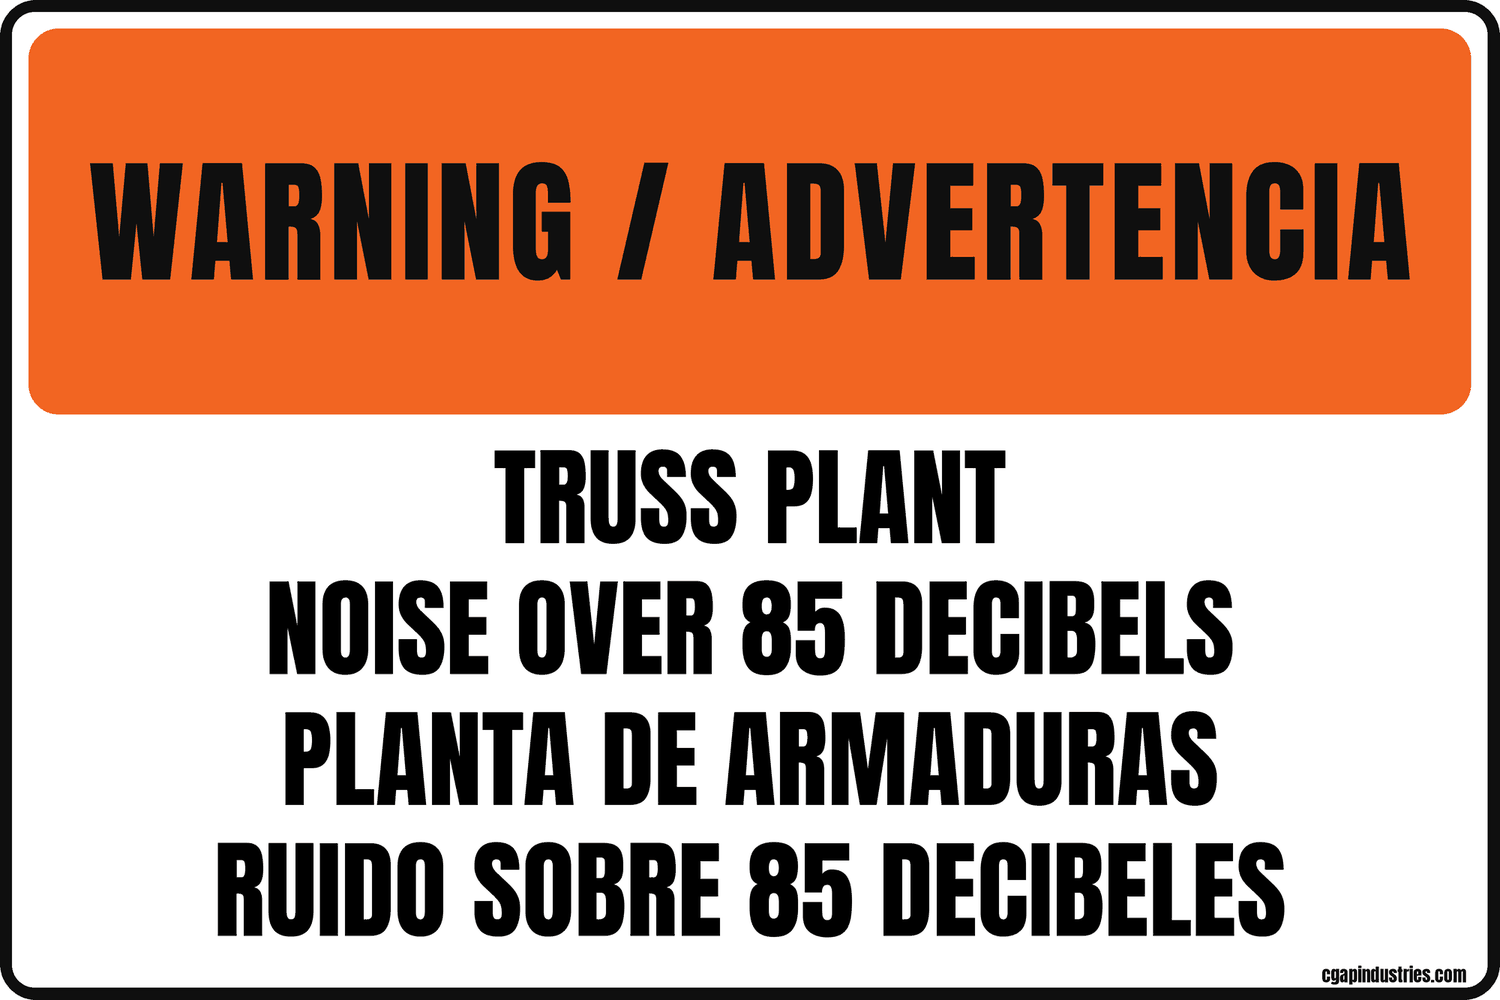 WARNING / ADVERTENCIA
TRUSS PLANT
NOISE OVER 85 DECIBELS
PLANTA DE ARMADURAS
RUIDO SOBRE 85 DECIBELES
cgapindustries.com